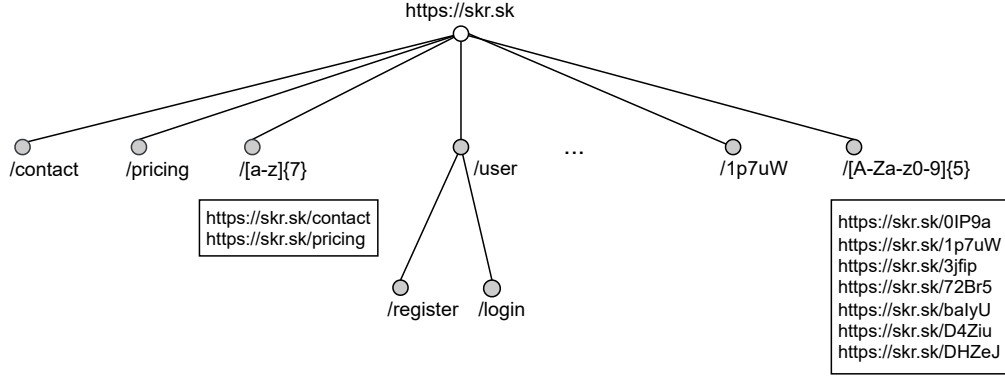 https://skr.sk
/contact
/pricing
/[a-z]{7}
/user
...
/1p7uW
/[A-Za-z0-9]{5}
https://skr.sk/contact
https://skr.sk/pricing
https://skr.sk/0IP9a
https://skr.sk/1p7uW
https://skr.sk/3jfip
https://skr.sk/72Br5
https://skr.sk/baIyU
https://skr.sk/D4Ziu
https://skr.sk/DHZeJ
/register
/login